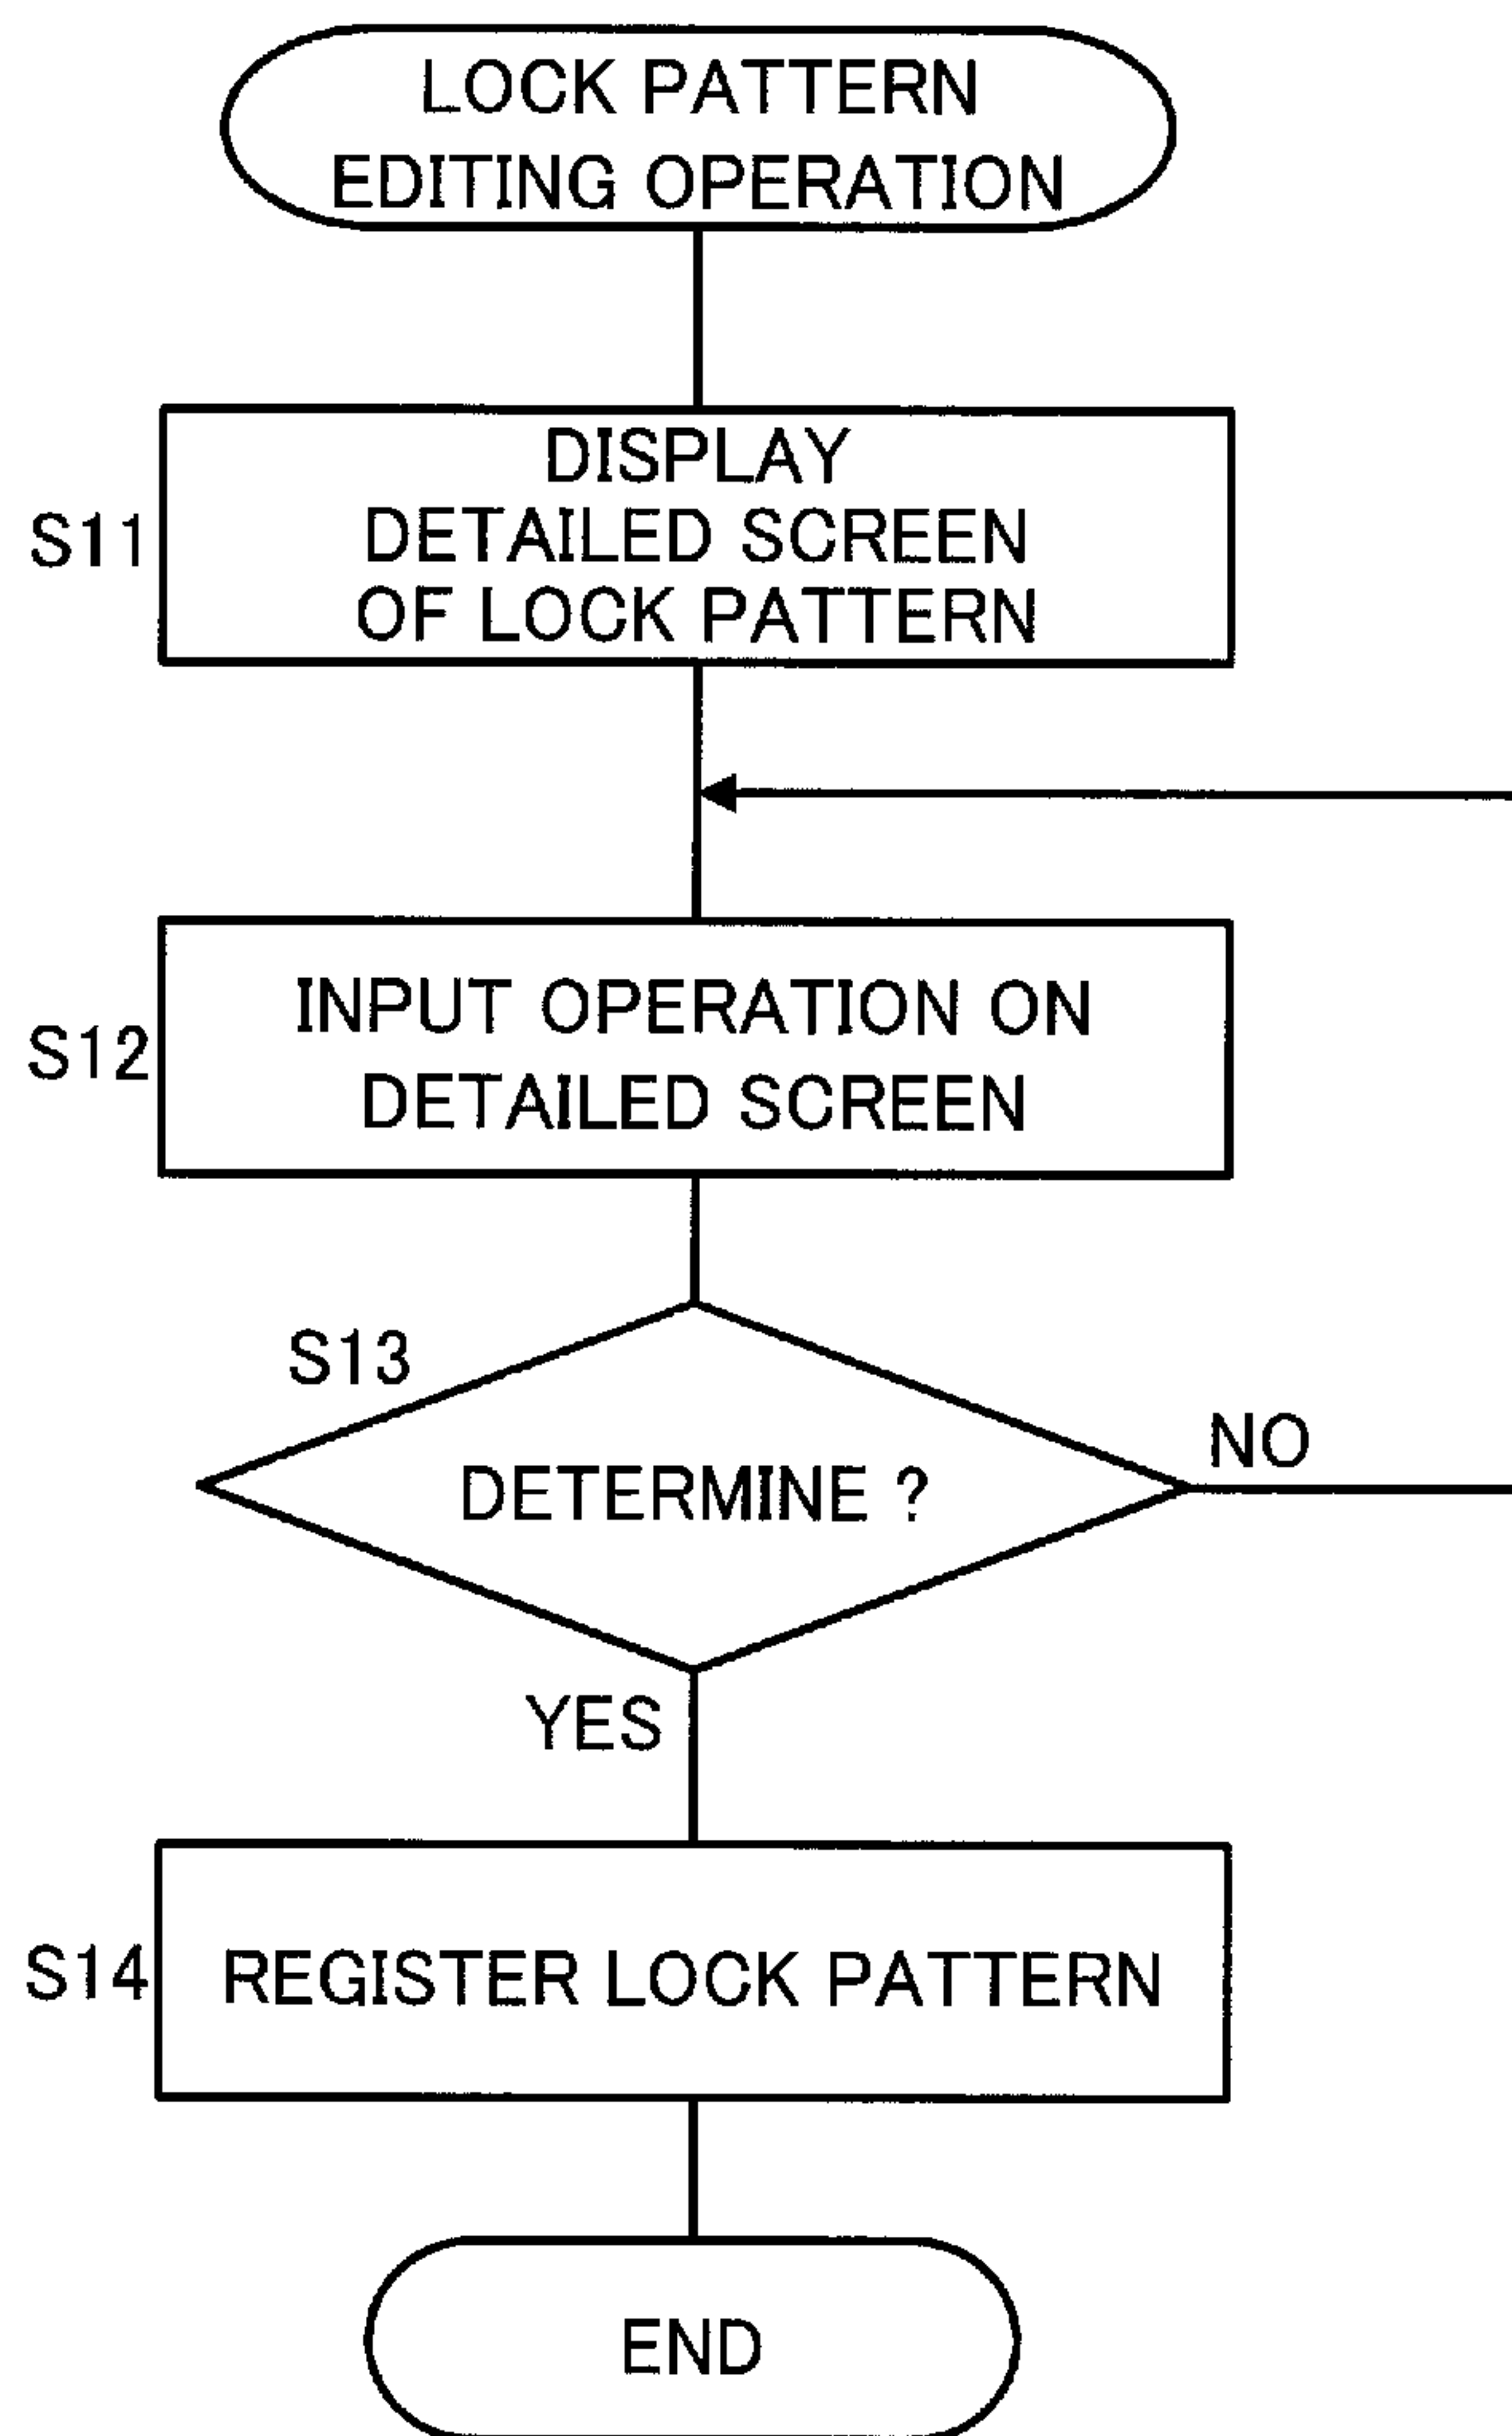 LOCK PATTERN
EDITING OPERATION
DISPLAY
DETAILED SCREEN
OF LOCK PATTERN
S11
INPUT OPERATION ON
DETAILED SCREEN
S12
S13
DETERMINE ?
NO
YES
S14
REGISTER LOCK PATTERN
END